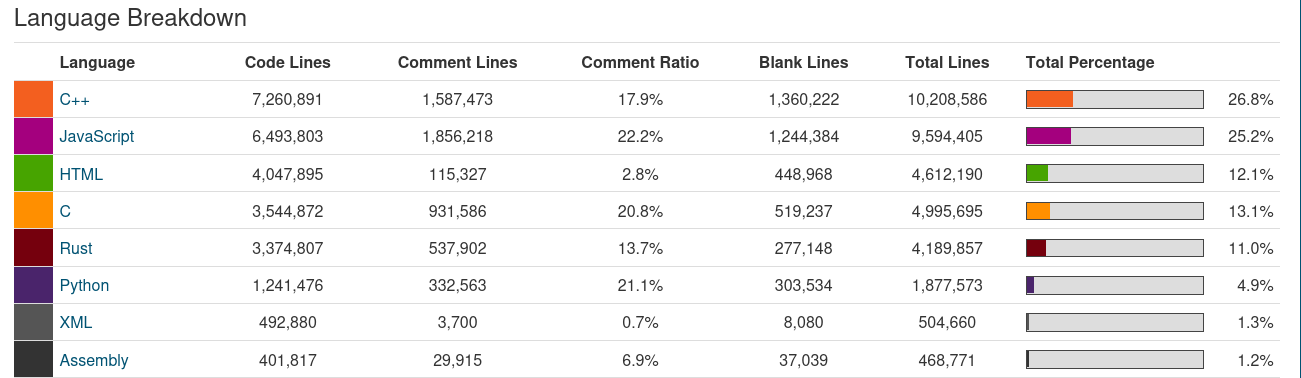 Language Breakdown
Language Code Lines Comment Lines Comment Ratio Blank Lines Total Lines Total Percentage
C++ 7,260,891 1,587,473 17.9% 1,360,222 10,208,586 26.8%
JavaScript 6,493,803 1,856,218 22.2% 1,244,384 9,594,405 25.2%
HTML 4,047,895 115,327 2.8% 448,968 4,612,190 12.1%
C 3,544,872 931,586 20.8% 519,237 4,995,695 13.1%
Rust 3,374,807 537,902 13.7% 277,148 4,189,857 11.0%
Python 1,241,476 332,563 21.1% 303,534 1,877,573 4.9%
XML 492,880 3,700 0.7% 8,080 504,660 1.3%
Assembly 401,817 29,915 6.9% 37,039 468,771 1.2%